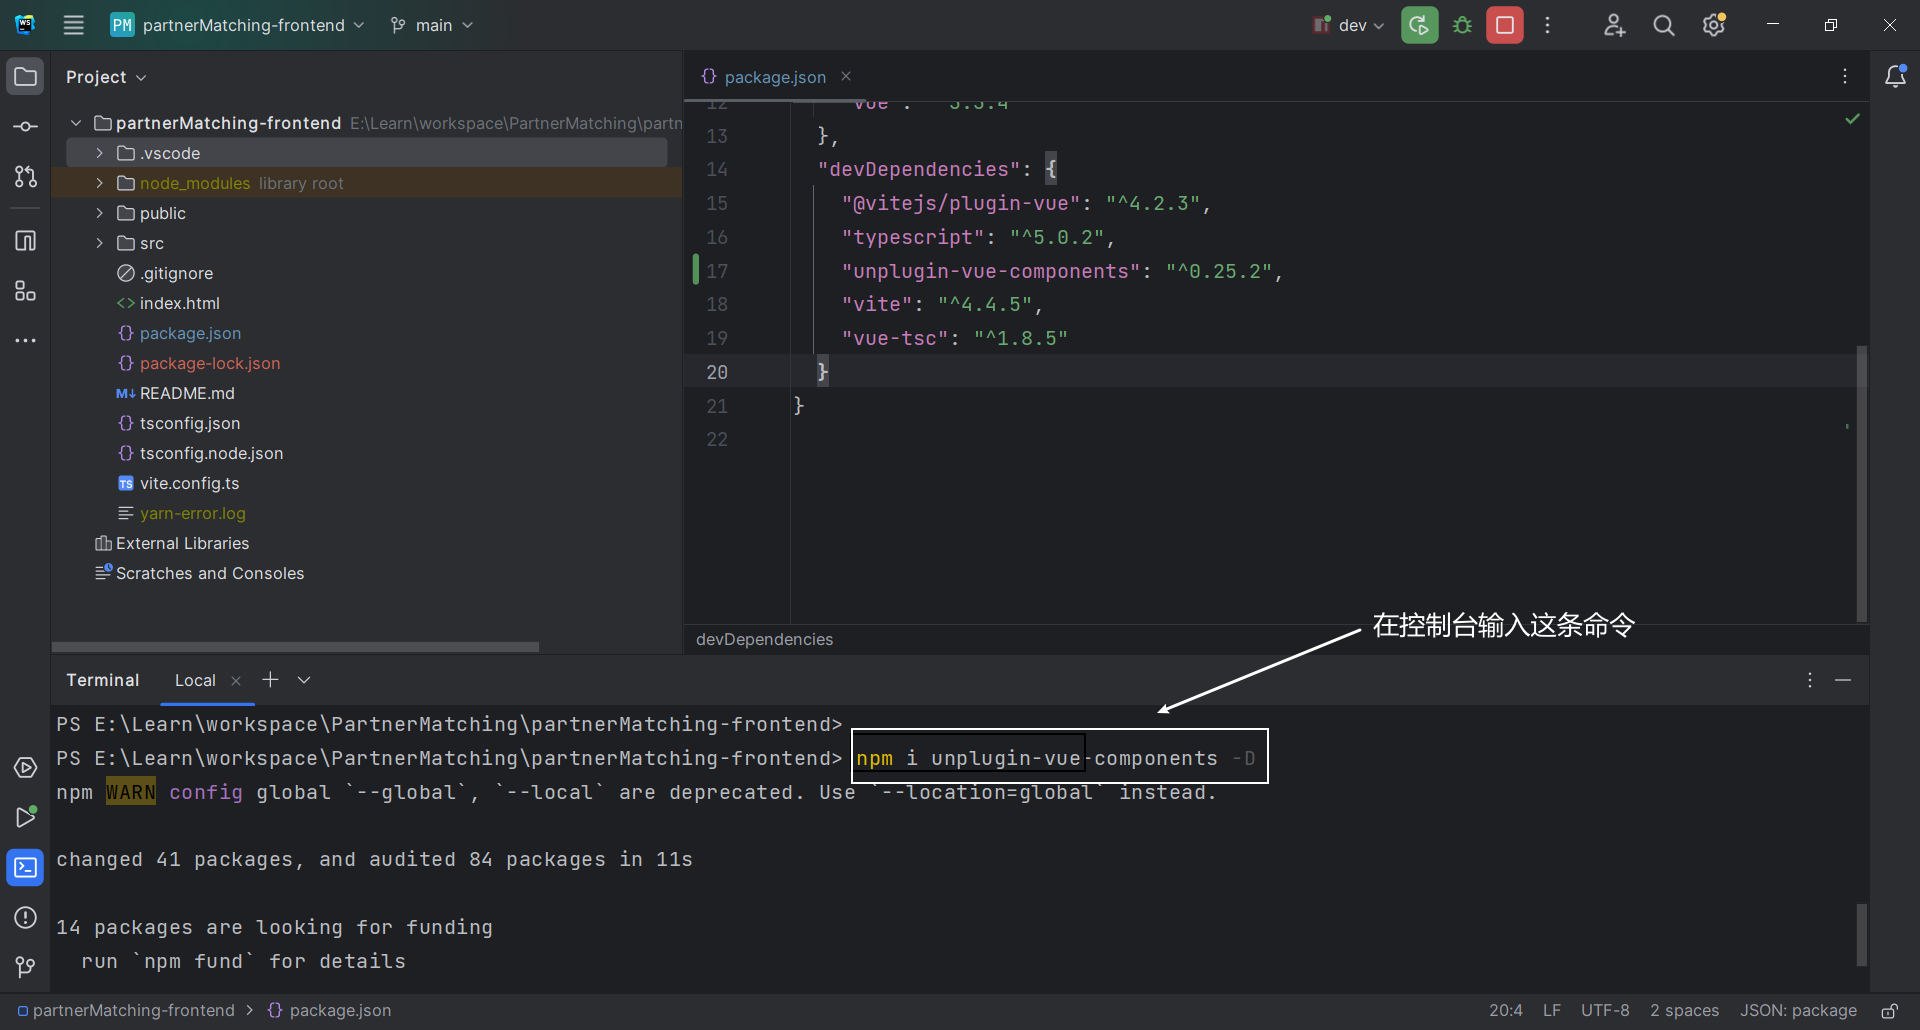 WS
PM partnerMatching-frontend main dev
Project
package.json
partnerMatching-frontend E:\Learn\workspace\PartnerMatching\partn
.vscode
node_modules library root
public
src
.gitignore
index.html
package.json
package-lock.json
README.md
tsconfig.json
tsconfig.node.json
TS vite.config.ts
yarn-error.log
External Libraries
Scratches and Consoles
12 "vue": "^3.3.4"
13 },
14 "devDependencies": {
15 "@vitejs/plugin-vue": "^4.2.3",
16 "typescript": "^5.0.2",
17 "unplugin-vue-components": "^0.25.2",
18 "vite": "^4.4.5",
19 "vue-tsc": "^1.8.5"
20 }
21 }
22
devDependencies
在控制台输入这条命令
Terminal Local
PS E:\Learn\workspace\PartnerMatching\partnerMatching-frontend>
PS E:\Learn\workspace\PartnerMatching\partnerMatching-frontend> npm i unplugin-vue-components -D
npm WARN config global `--global`, `--local` are deprecated. Use `--location=global` instead.
changed 41 packages, and audited 84 packages in 11s
14 packages are looking for funding
run `npm fund` for details
partnerMatching-frontend > package.json 20:4 LF UTF-8 2 spaces JSON: package